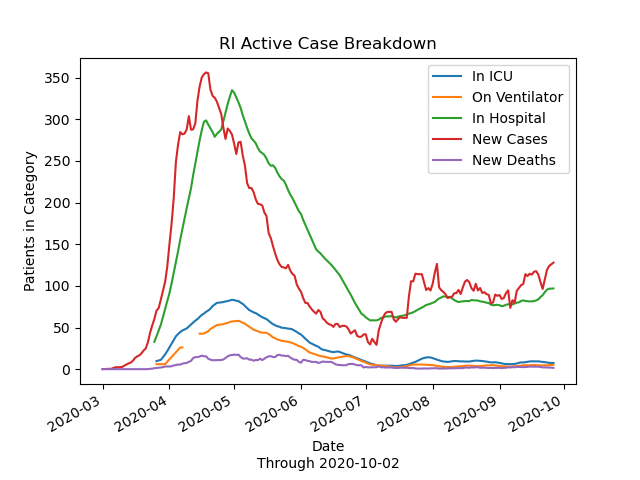 RI Active Case Breakdown
In ICU
On Ventilator
In Hospital
New Cases
New Deaths
Patients in Category
350
300
250
200
150
100
50
0
2020-03
2020-04
2020-05
2020-06
2020-07
2020-08
2020-09
2020-10
Date
Through 2020-10-02